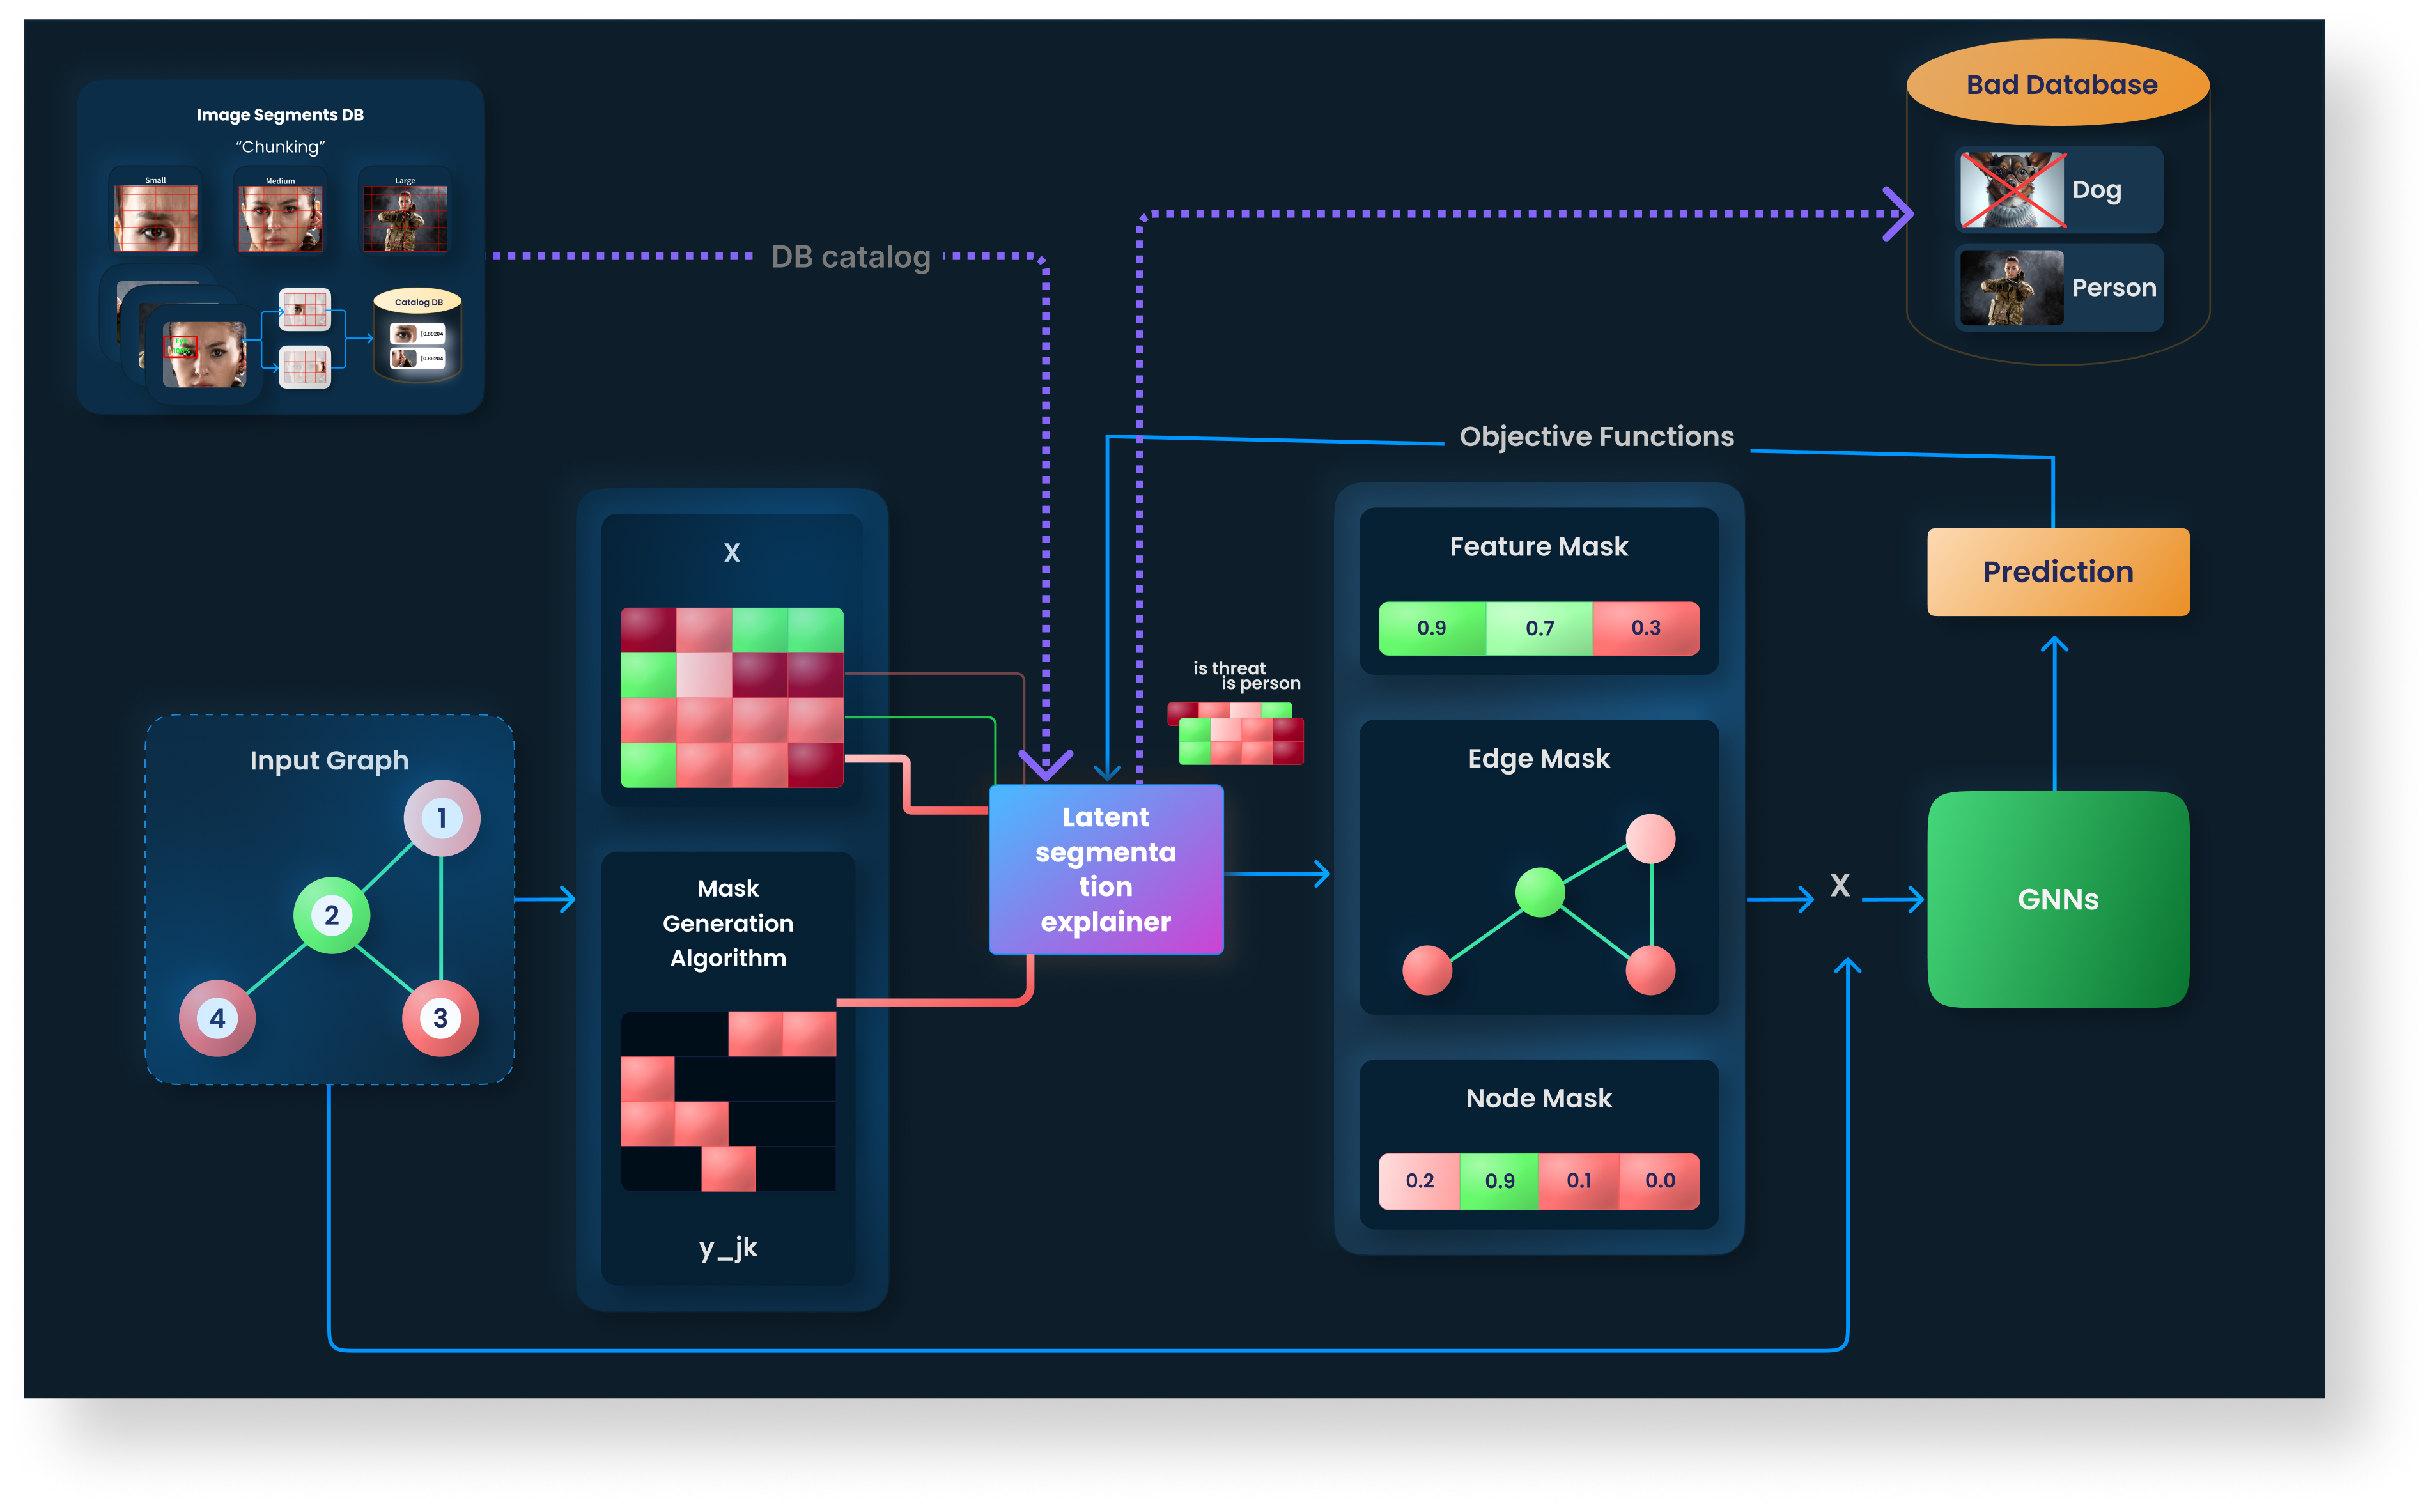 Image Segments DB
“Chunking”
Small
Medium
Large
Catalog DB
[0.89204
[0.89204
DB catalog
Bad Database
Dog
Person
Objective Functions
X
Feature Mask
0.9 0.7 0.3
Prediction
is threat
is person
Input Graph
1
2
3
4
Mask
Generation
Algorithm
y_jk
Latent
segmenta
tion
explainer
Edge Mask
X
GNNs
Node Mask
0.2 0.9 0.1 0.0